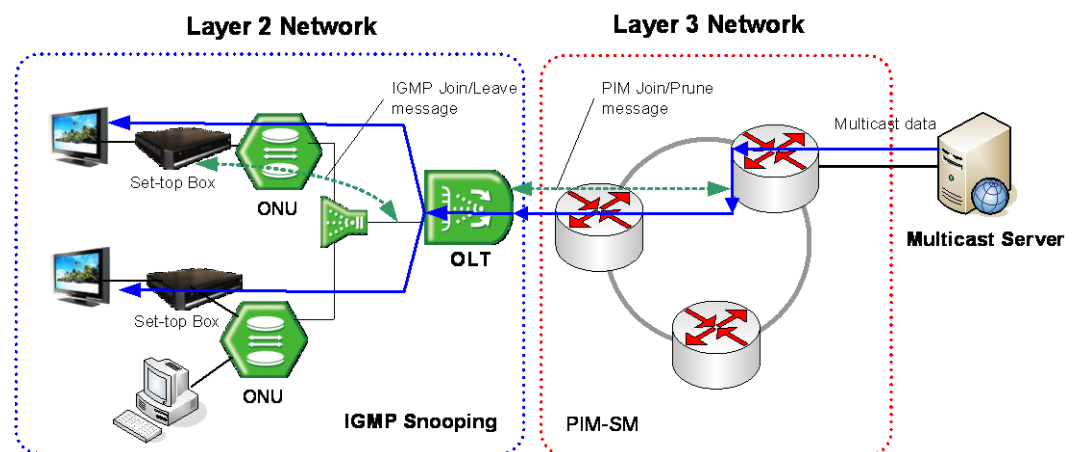 Layer 2 Network
Layer 3 Network
IGMP Join/Leave
message
PIM Join/Prune
message
Multicast data
Set-top Box
ONU
OLT
Multicast Server
Set-top Box
ONU
IGMP Snooping
PIM-SM